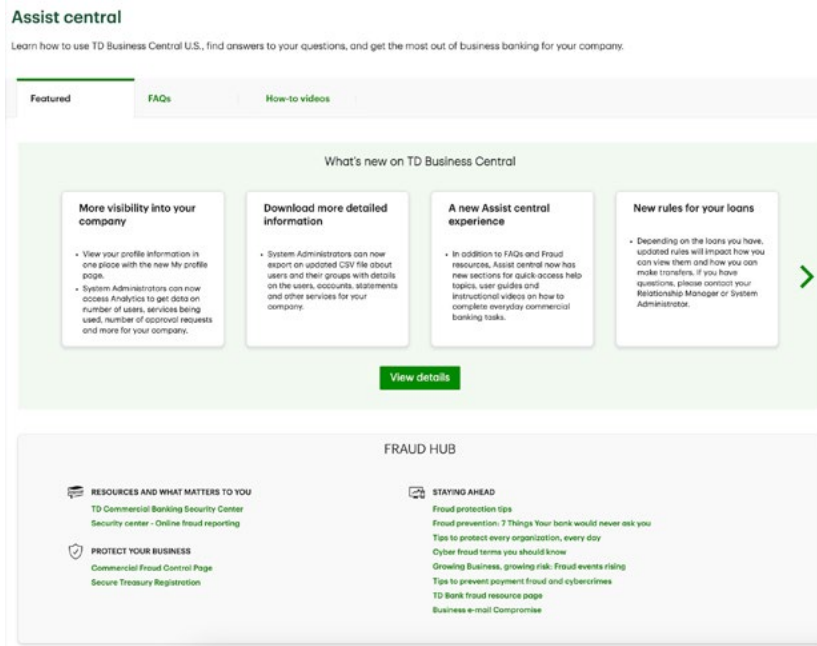 Assist central
Learn how to use TD Business Central U.S., find answers to your questions, and get the most out of business banking for your company.
Featured
FAQs
How-to videos
What's new on TD Business Central
More visibility into your
company
• View your profile information in
one place with the new My profile
page.
• System Administrators can now
access Analytics to get data on
number of users, services being
used, number of approval requests
and more for your company.
Download more detailed
information
• System Administrators can now
export an updated CSV file about
users and their groups with details
on the users, accounts, statements
and other services for your
company.
A new Assist central
experience
• In addition to FAQs and Fraud
resources, Assist central now has
new sections for quick-access help
topics, user guides and
instructional videos on how to
complete everyday commercial
banking tasks.
New rules for your loans
• Depending on the loans you have,
updated rules will impact how you
can view them and how you can
make transfers. If you have
questions, please contact your
Relationship Manager or System
Administrator.
View details
FRAUD HUB
RESOURCES AND WHAT MATTERS TO YOU
TD Commercial Banking Security Center
Security center - Online fraud reporting
PROTECT YOUR BUSINESS
Commercial Fraud Control Page
Secure Treasury Registration
STAYING AHEAD
Fraud protection tips
Fraud prevention: 7 Things Your bank would never ask you
Tips to protect every organization, every day
Cyber fraud terms you should know
Growing Business, growing risk: Fraud events rising
Tips to prevent payment fraud and cybercrimes
TD Bank fraud resource page
Business e-mail Compromise